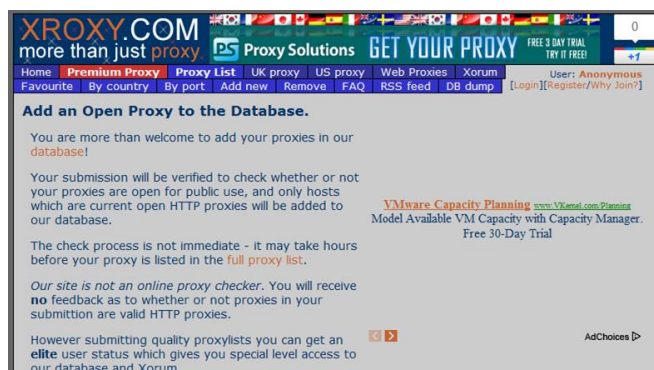 XROXY.COM
more than just proxy.
PS Proxy Solutions
GET YOUR PROXY
FREE 3 DAY TRIAL
TRY IT FREE!
0
+1
Home Premium Proxy Proxy List UK proxy US proxy Web Proxies Xorum
User: Anonymous
Favourite By country By port Add new Remove FAQ RSS feed DB dump
[Login][Register/Why Join?]
Add an Open Proxy to the Database.
You are more than welcome to add your proxies in our
database!
Your submission will be verified to check whether or not
your proxies are open for public use, and only hosts
which are current open HTTP proxies will be added to
our database.
The check process is not immediate - it may take hours
before your proxy is listed in the full proxy list.
Our site is not an online proxy checker. You will receive
no feedback as to whether or not proxies in your
submittion are valid HTTP proxies.
However submitting quality proxylists you can get an
elite user status which gives you special level access to
our database and Xorum.
VMware Capacity Planning www.VKernel.com/Planning
Model Available VM Capacity with Capacity Manager.
Free 30-Day Trial
AdChoices